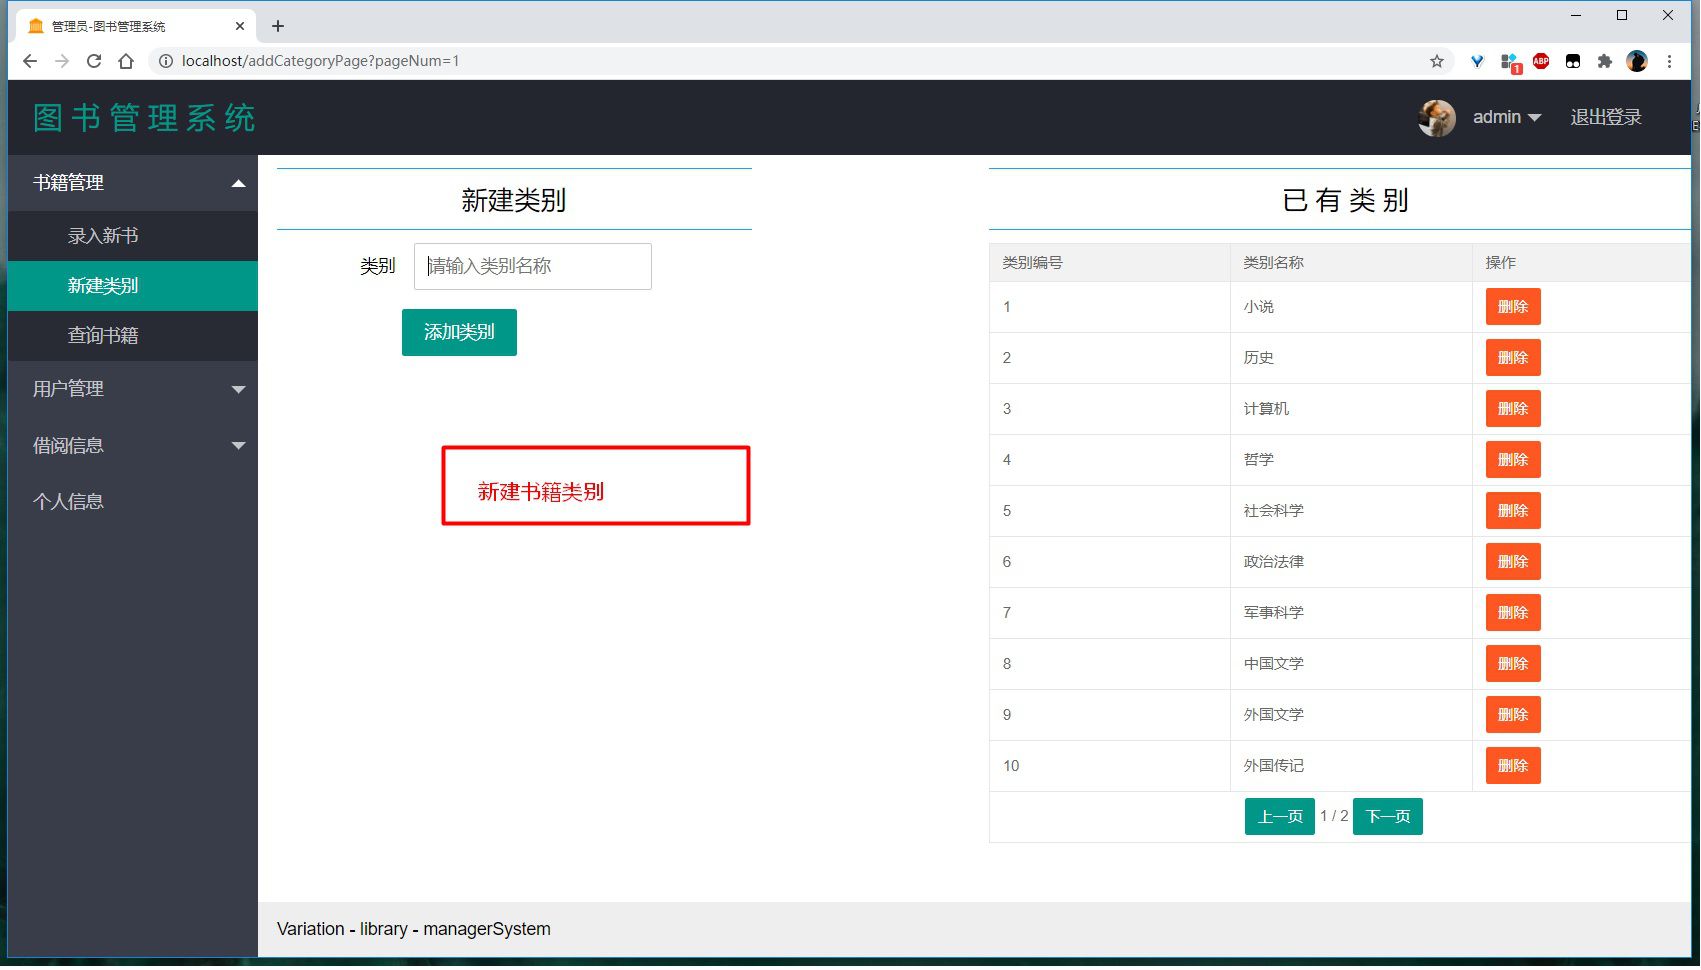 管理员-图书管理系统
localhost/addCategoryPage?pageNum=1
1
ABP
图书管理系统
admin
退出登录
书籍管理
录入新书
新建类别
查询书籍
用户管理
借阅信息
个人信息
新建类别
类别 请输入类别名称
添加类别
新建书籍类别
已有类别
类别编号 类别名称 操作
1 小说 删除
2 历史 删除
3 计算机 删除
4 哲学 删除
5 社会科学 删除
6 政治法律 删除
7 军事科学 删除
8 中国文学 删除
9 外国文学 删除
10 外国传记 删除
上一页 1 / 2 下一页
Variation - library - managerSystem